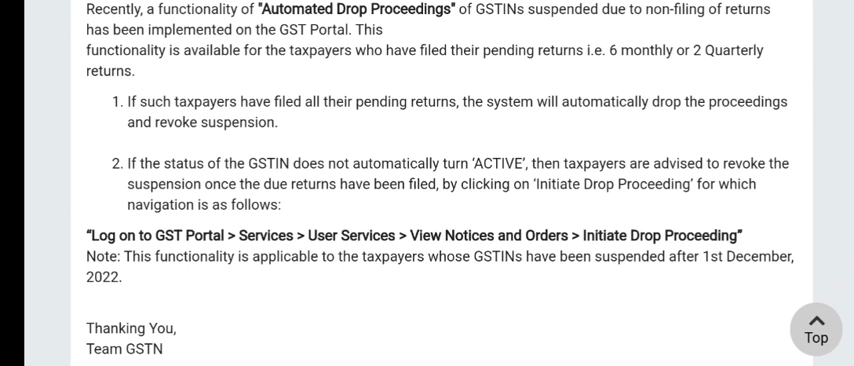 Recently, a functionality of "Automated Drop Proceedings" of GSTINs suspended due to non-filing of returns
has been implemented on the GST Portal. This
functionality is available for the taxpayers who have filed their pending returns i.e. 6 monthly or 2 Quarterly
returns.
1. If such taxpayers have filed all their pending returns, the system will automatically drop the proceedings
and revoke suspension.
2. If the status of the GSTIN does not automatically turn ‘ACTIVE’, then taxpayers are advised to revoke the
suspension once the due returns have been filed, by clicking on ‘Initiate Drop Proceeding’ for which
navigation is as follows:
“Log on to GST Portal > Services > User Services > View Notices and Orders > Initiate Drop Proceeding”
Note: This functionality is applicable to the taxpayers whose GSTINs have been suspended after 1st December,
2022.
Thanking You,
Team GSTN
Top